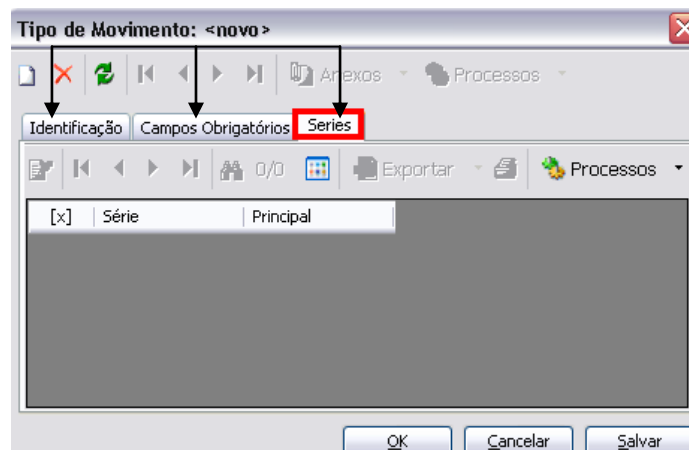 Tipo de Movimento: <novo>
Anexos Processos
Identificação Campos Obrigatórios Series
0/0 Exportar Processos
[x] Série Principal
OK Cancelar Salvar